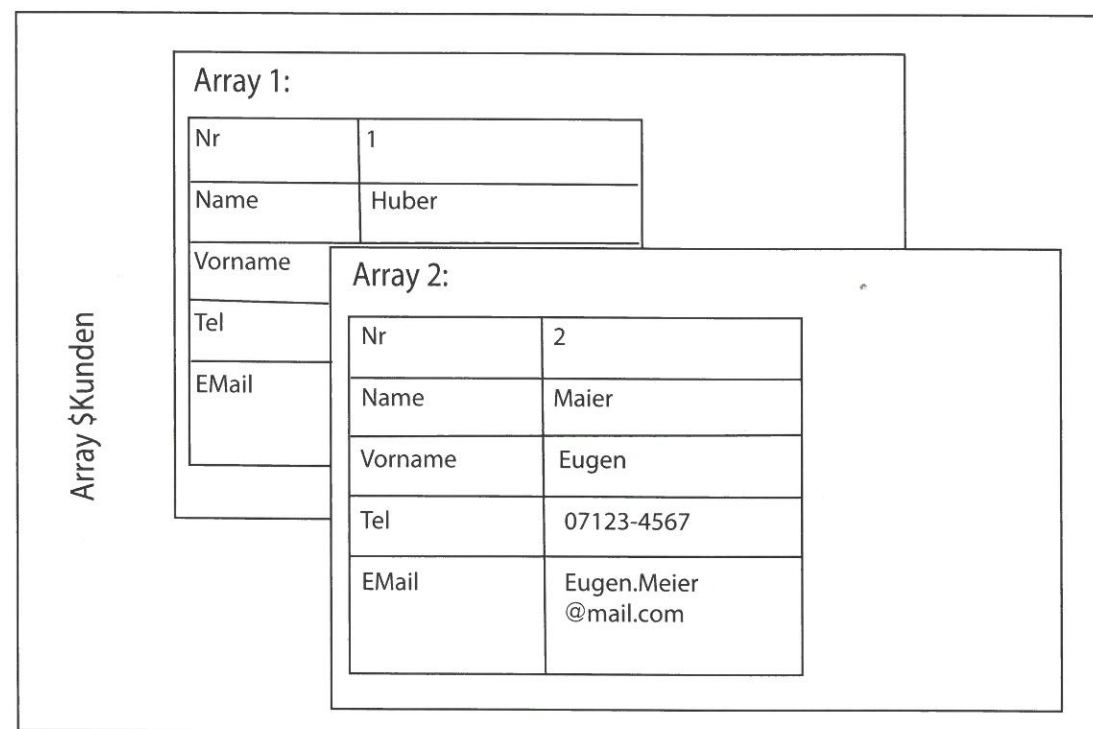 Array $Kunden
Array 1:
Nr 1
Name Huber
Vorname
Tel
EMail
Array 2:
Nr 2
Name Maier
Vorname Eugen
Tel 07123-4567
EMail Eugen.Meier
@mail.com